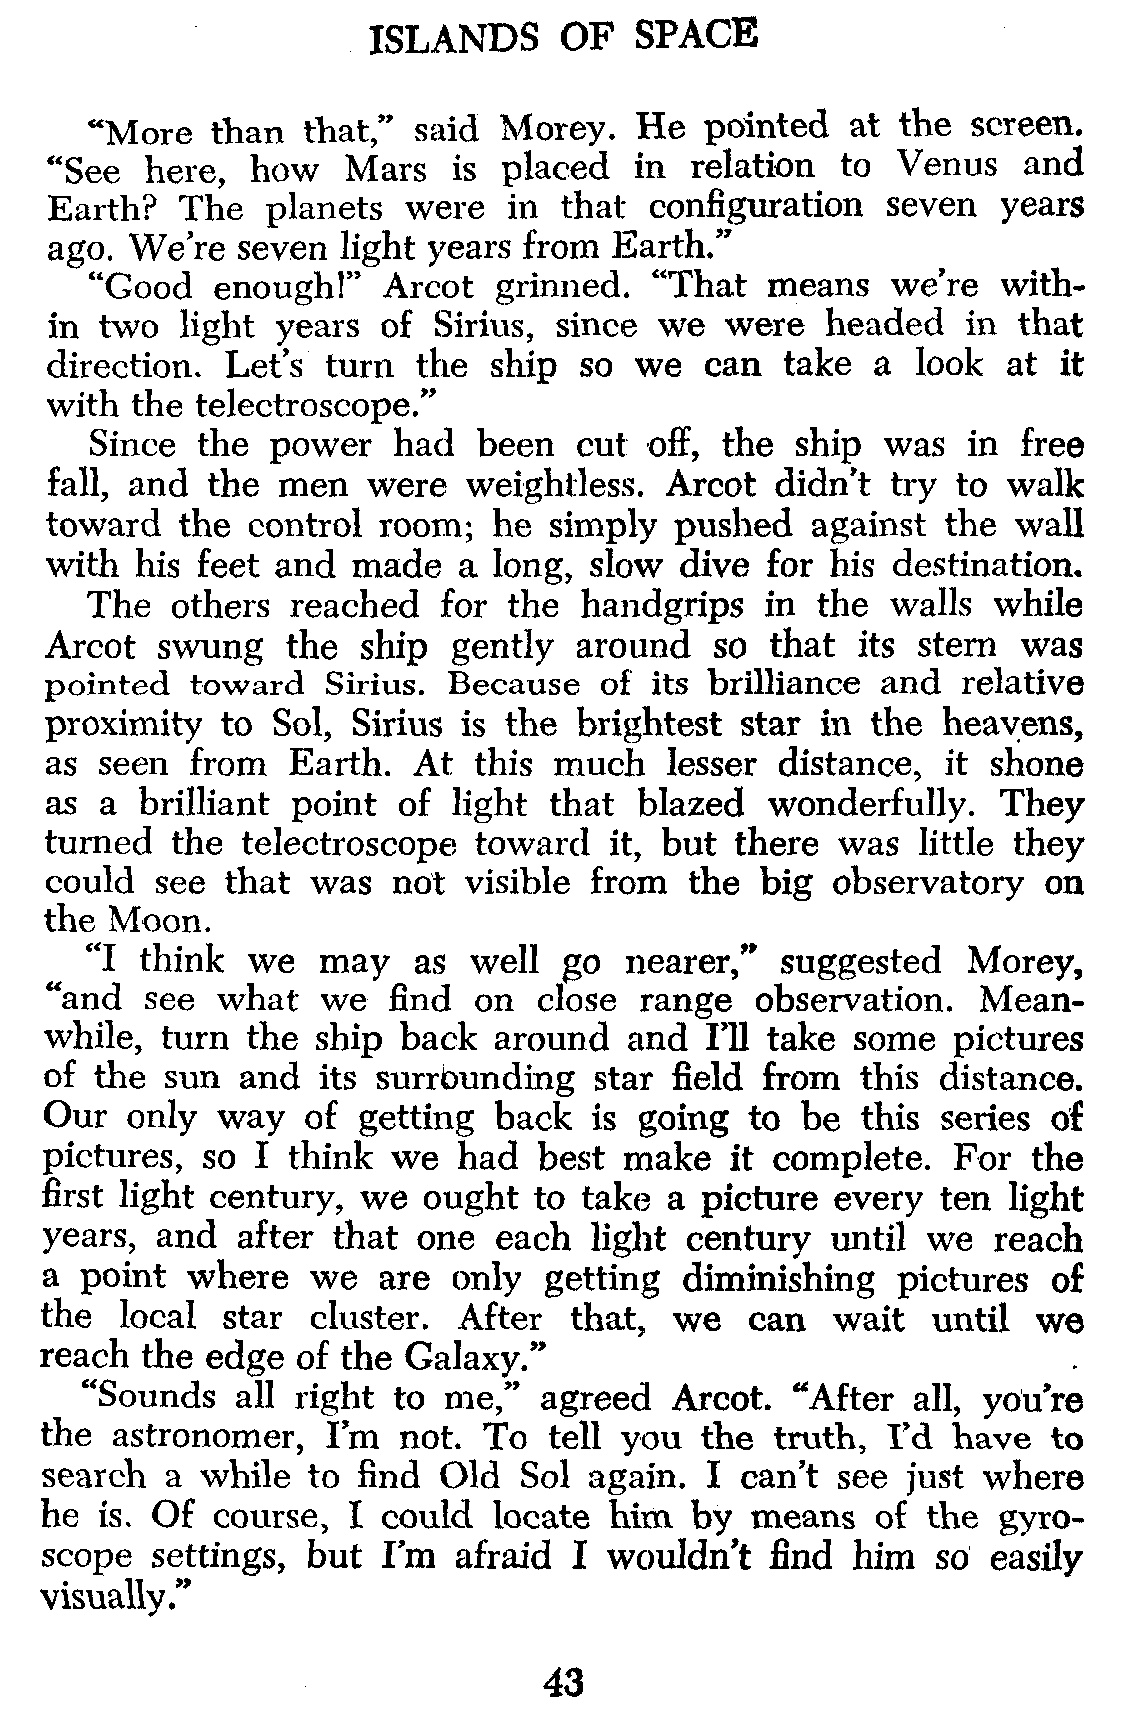 ISLANDS OF SPACE
“More than that,” said Morey. He pointed at the screen.
“See here, how Mars is placed in relation to Venus and
Earth? The planets were in that configuration seven years
ago. We’re seven light years from Earth.”
“Good enough!” Arcot grinned. “That means we’re with-
in two light years of Sirius, since we were headed in that
direction. Let’s turn the ship so we can take a look at it
with the telectroscope.”
Since the power had been cut off, the ship was in free
fall, and the men were weightless. Arcot didn’t try to walk
toward the control room; he simply pushed against the wall
with his feet and made a long, slow dive for his destination.
The others reached for the handgrips in the walls while
Arcot swung the ship gently around so that its stern was
pointed toward Sirius. Because of its brilliance and relative
proximity to Sol, Sirius is the brightest star in the heavens,
as seen from Earth. At this much lesser distance, it shone
as a brilliant point of light that blazed wonderfully. They
turned the telectroscope toward it, but there was little they
could see that was not visible from the big observatory on
the Moon.
“I think we may as well go nearer,” suggested Morey,
“and see what we find on close range observation. Mean-
while, turn the ship back around and I’ll take some pictures
of the sun and its surrounding star field from this distance.
Our only way of getting back is going to be this series of
pictures, so I think we had best make it complete. For the
first light century, we ought to take a picture every ten light
years, and after that one each light century until we reach
a point where we are only getting diminishing pictures of
the local star cluster. After that, we can wait until we
reach the edge of the Galaxy.”
“Sounds all right to me,” agreed Arcot. “After all, you’re
the astronomer, I’m not. To tell you the truth, I’d have to
search a while to find Old Sol again. I can’t see just where
he is. Of course, I could locate him by means of the gyro-
scope settings, but I’m afraid I wouldn’t find him so easily
visually.”
43